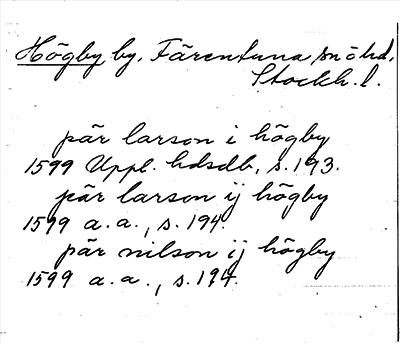 Högby, by, Färentuna sn o hd,
Stockh. l.
pär larson i högby
1599 Uppl. hdsdb, s. 193.
pär larson ij högby
1599 a. a., s. 194.
pär nilson ij högby
1599 a. a., s. 194.